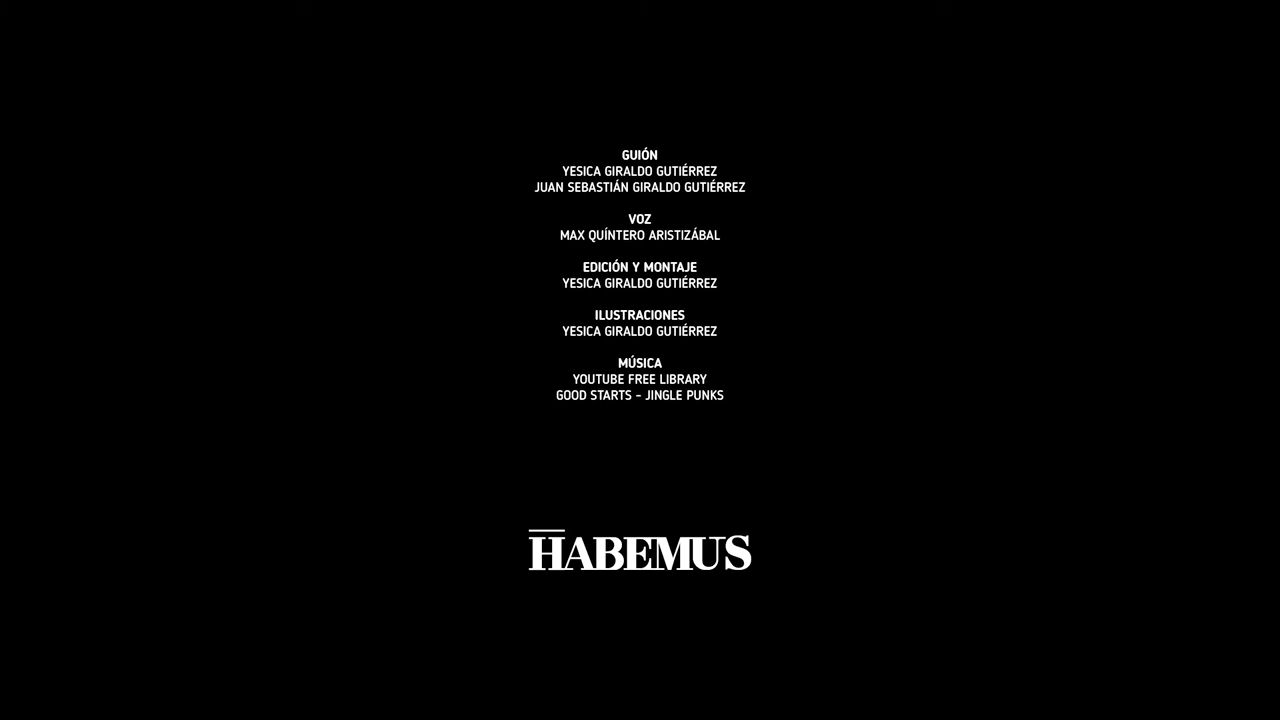 GUIÓN
YESICA GIRALDO GUTIÉRREZ
JUAN SEBASTIÁN GIRALDO GUTIÉRREZ
VOZ
MAX QUÍNTERO ARISTIZÁBAL
EDICIÓN Y MONTAJE
YESICA GIRALDO GUTIÉRREZ
ILUSTRACIONES
YESICA GIRALDO GUTIÉRREZ
MÚSICA
YOUTUBE FREE LIBRARY
GOOD STARTS - JINGLE PUNKS
HABEMUS